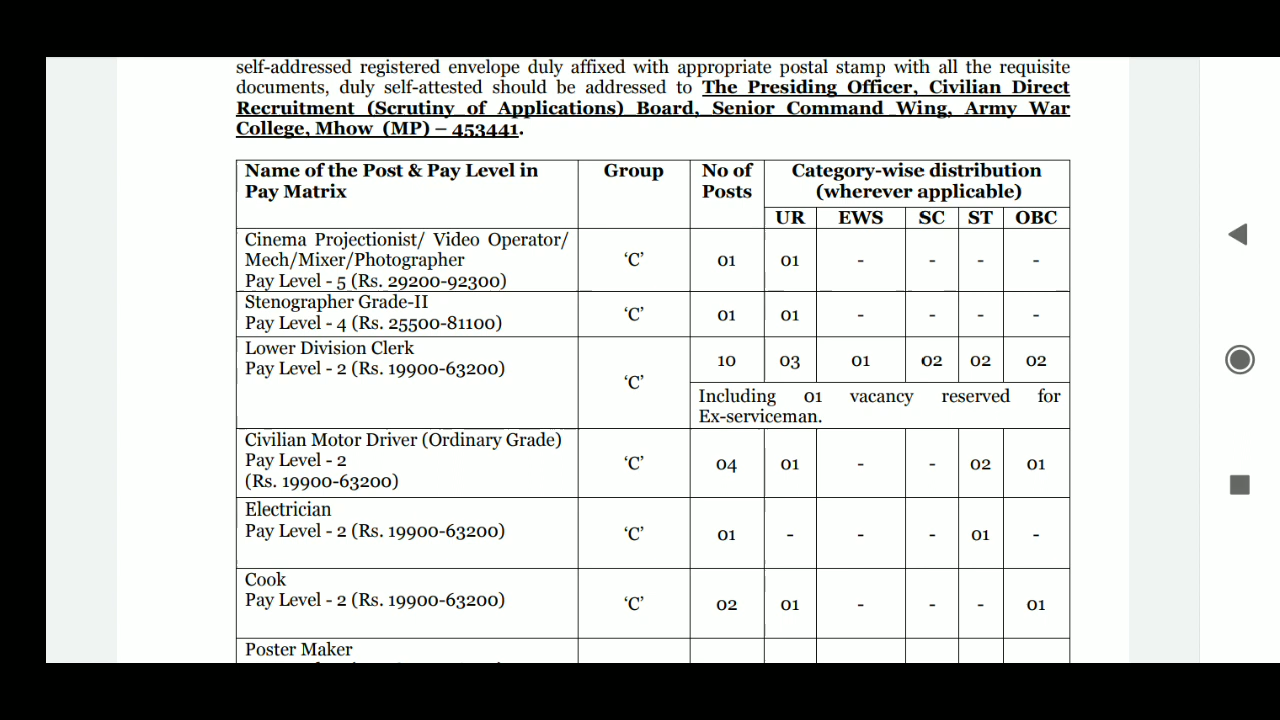 self-addressed registered envelope duly affixed with appropriate postal stamp with all the requisite
documents, duly self-attested should be addressed to The Presiding Officer, Civilian Direct
Recruitment (Scrutiny of Applications) Board, Senior Command Wing, Army War
College, Mhow (MP) – 453441.
Name of the Post & Pay Level in Pay Matrix Group No of Posts Category-wise distribution (wherever applicable)
UR EWS SC ST OBC
Cinema Projectionist/ Video Operator/
Mech/Mixer/Photographer
Pay Level - 5 (Rs. 29200-92300) 'C' 01 01 - - - -
Stenographer Grade-II
Pay Level - 4 (Rs. 25500-81100) 'C' 01 01 - - - -
Lower Division Clerk
Pay Level - 2 (Rs. 19900-63200) 'C' 10 03 01 02 02 02
Including 01 vacancy reserved for
Ex-serviceman.
Civilian Motor Driver (Ordinary Grade)
Pay Level - 2
(Rs. 19900-63200) 'C' 04 01 - - 02 01
Electrician
Pay Level - 2 (Rs. 19900-63200) 'C' 01 - - - 01 -
Cook
Pay Level - 2 (Rs. 19900-63200) 'C' 02 01 - - - 01
Poster Maker